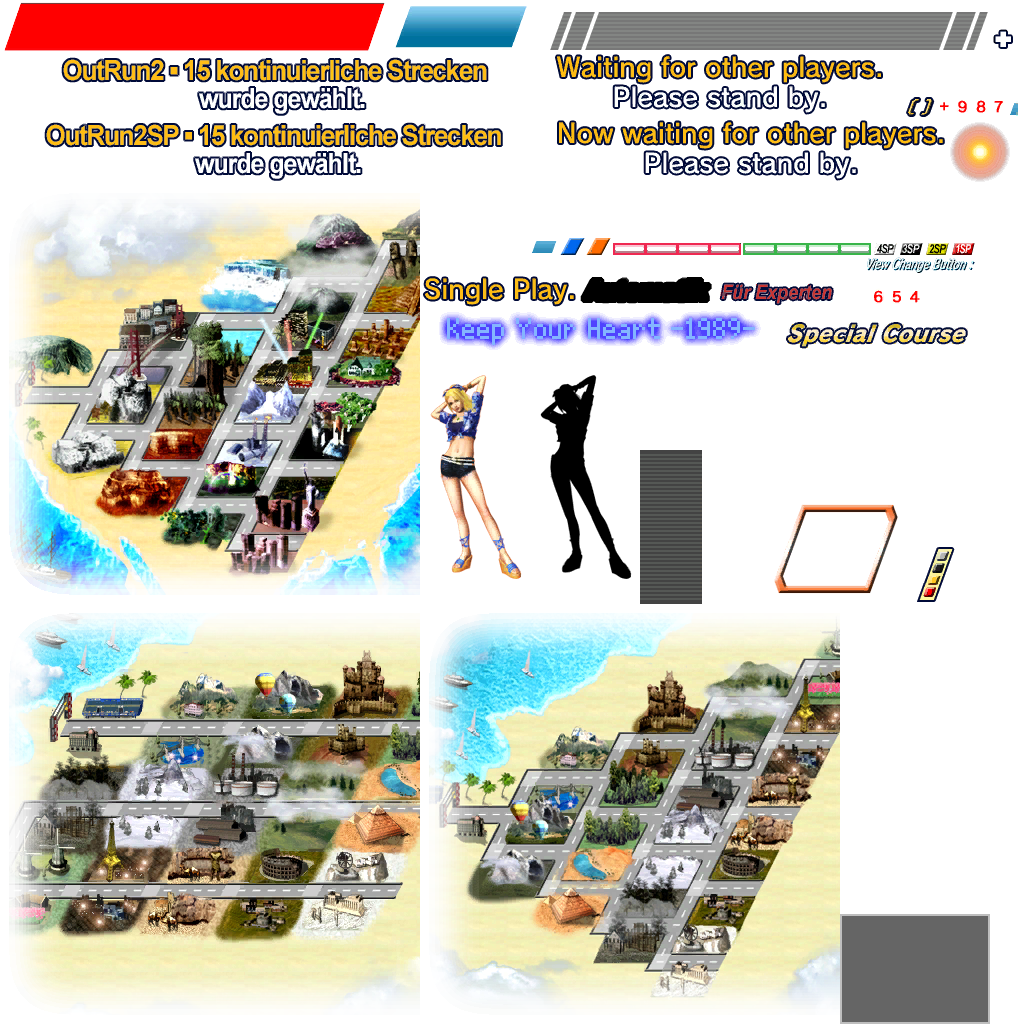 OutRun2 ▪ 15 kontinuierliche Strecken
wurde gewählt.
OutRun2SP ▪ 15 kontinuierliche Strecken
wurde gewählt.
Waiting for other players.
Please stand by.
( ) + 9 8 7
Now waiting for other players.
Please stand by.
4SP 3SP 2SP 1SP
View Change Button :
Single Play. Automatik Für Experten
6 5 4
Keep Your Heart -1989-
Special Course